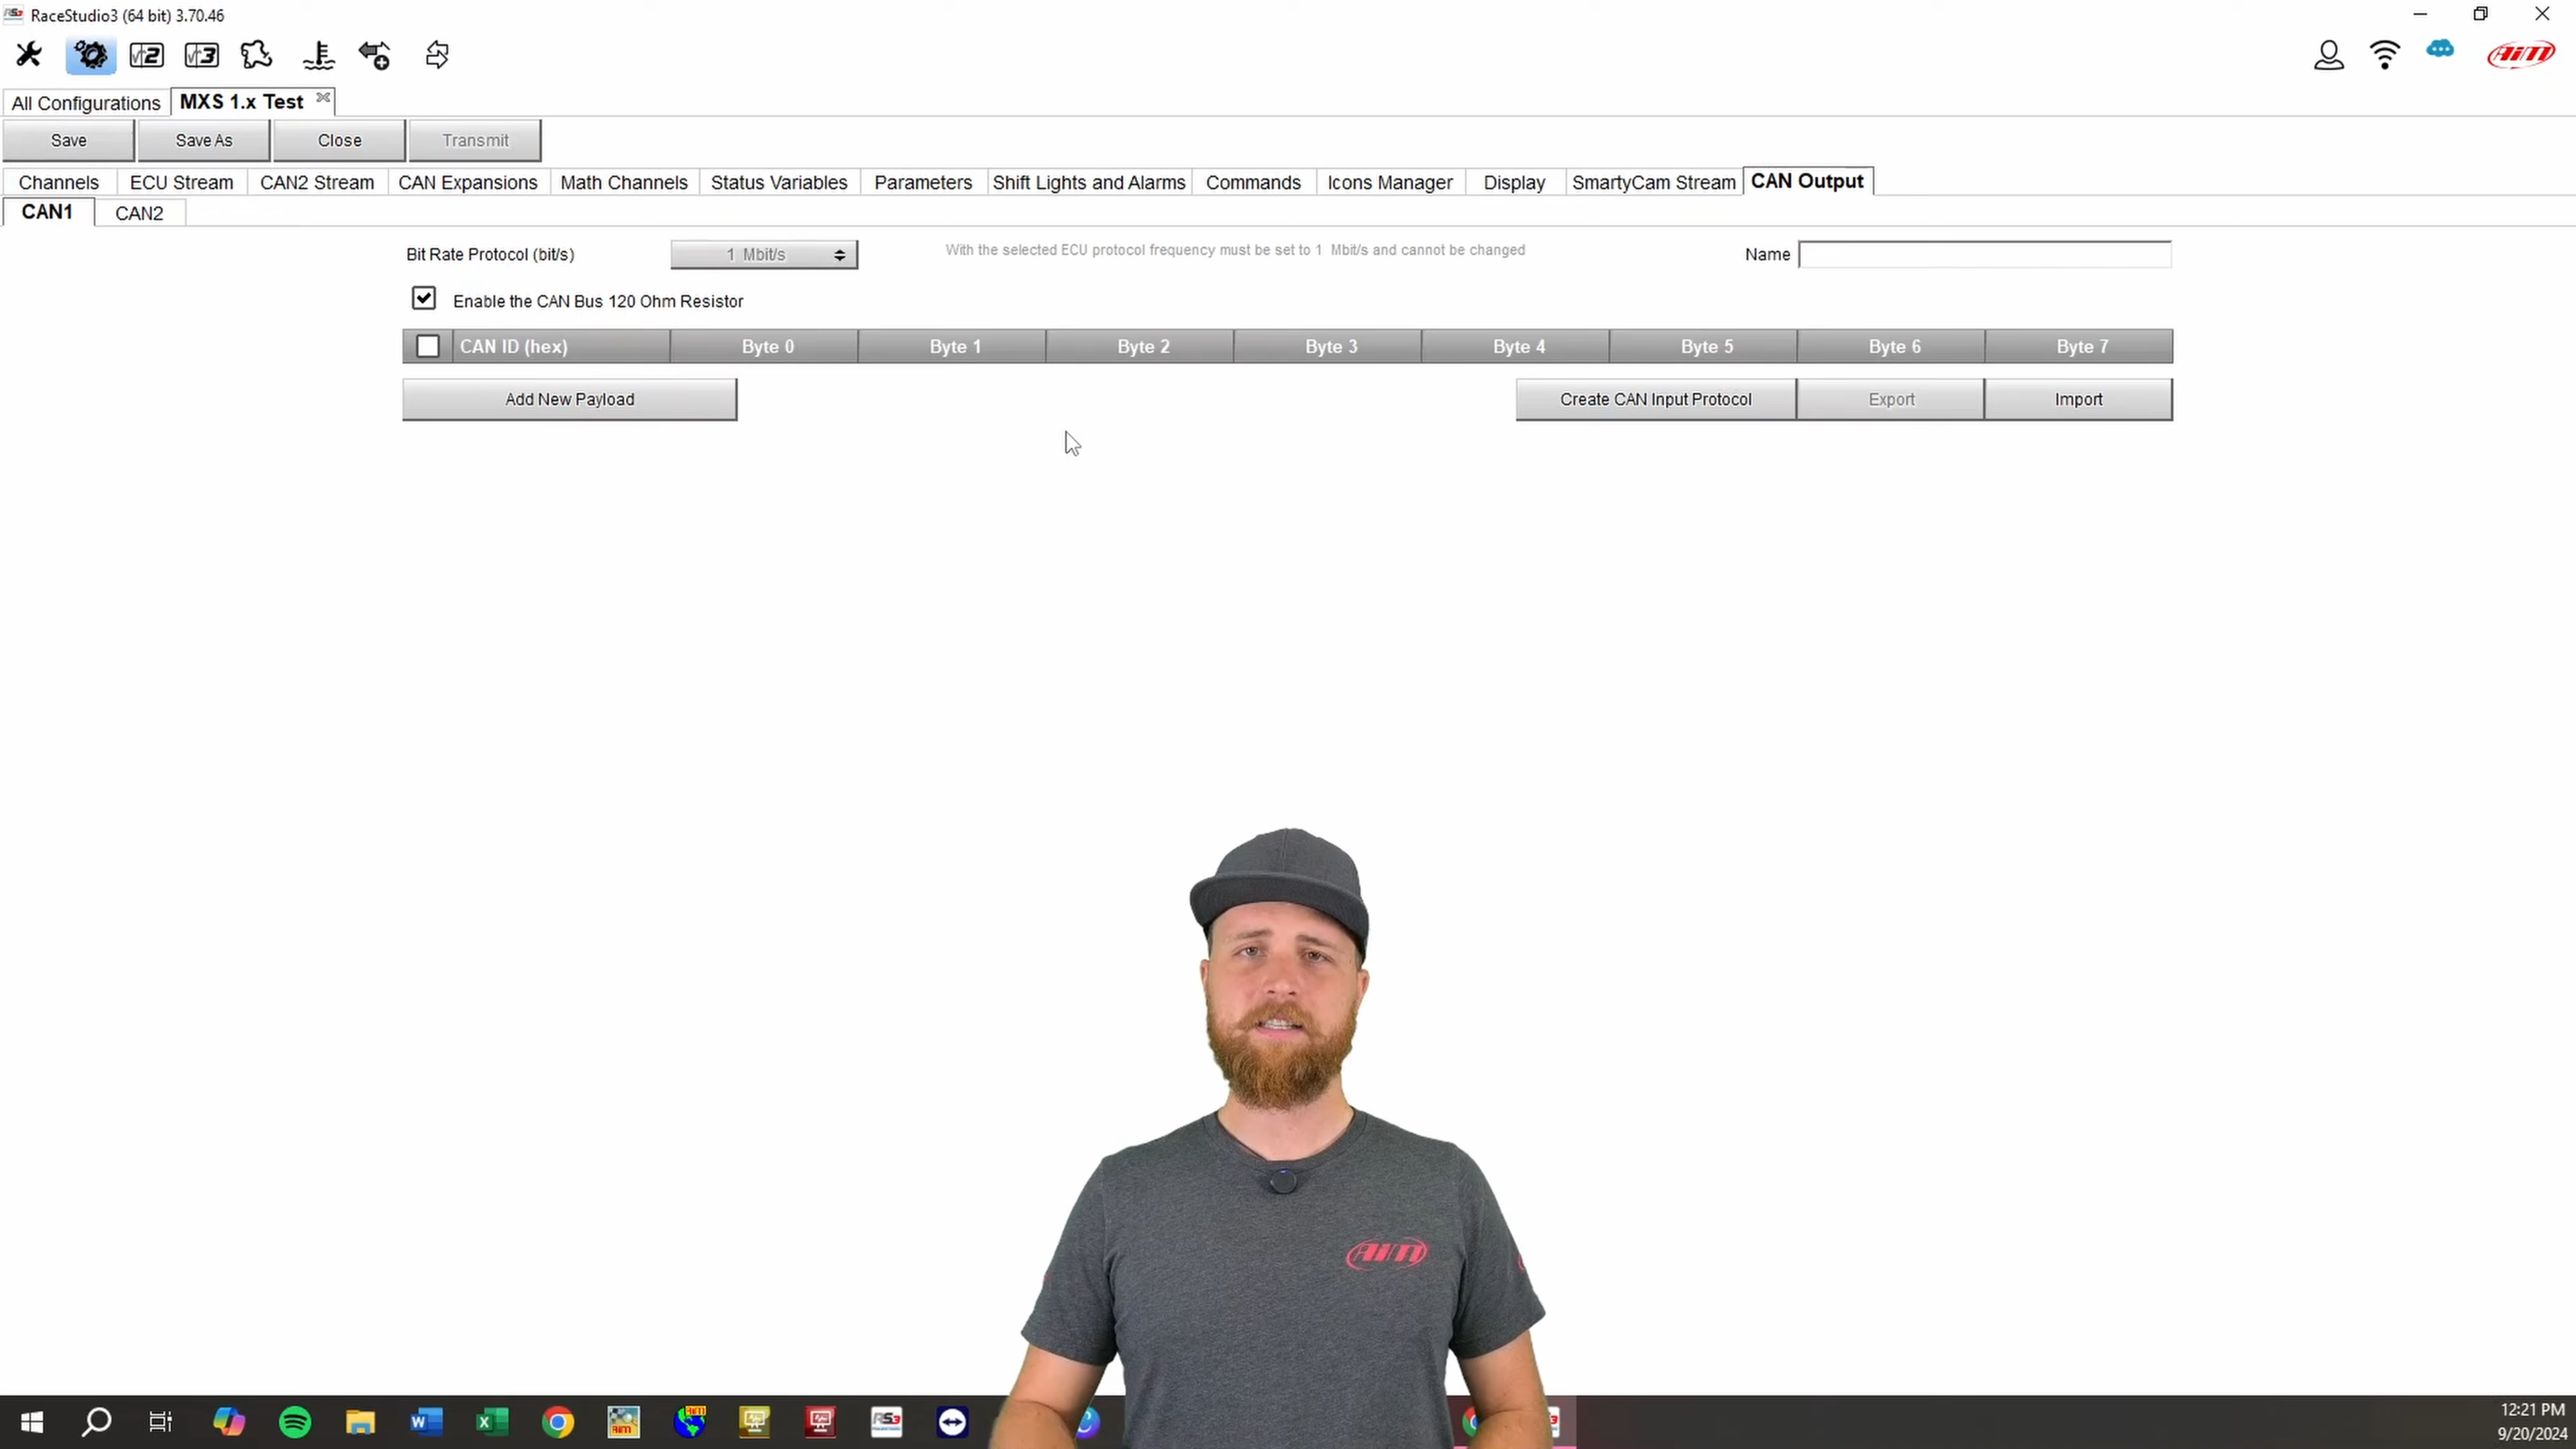 RaceStudio3 (64 bit) 3.70.46
All Configurations MXS 1.x Test
Save Save As Close Transmit
Channels ECU Stream CAN2 Stream CAN Expansions Math Channels Status Variables Parameters Shift Lights and Alarms Commands Icons Manager Display SmartyCam Stream CAN Output
CAN1 CAN2
Bit Rate Protocol (bit/s) 1 Mbit/s With the selected ECU protocol frequency must be set to 1 Mbit/s and cannot be changed Name
Enable the CAN Bus 120 Ohm Resistor
CAN ID (hex) Byte 0 Byte 1 Byte 2 Byte 3 Byte 4 Byte 5 Byte 6 Byte 7
Add New Payload Create CAN Input Protocol Export Import
AiM
AiM
12:21 PM
9/20/2024